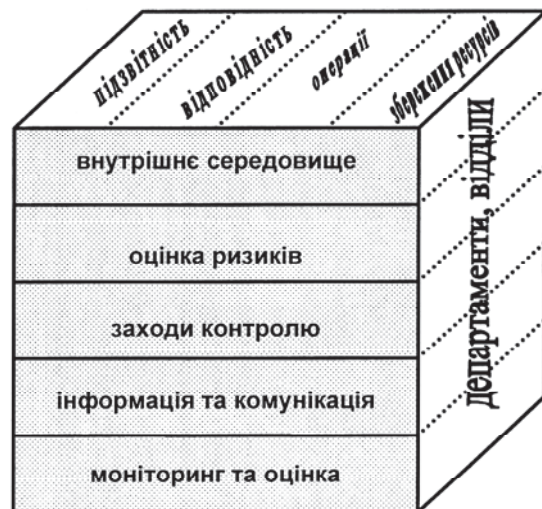 підзвітність
відповідність
операції
збереження ресурсів
внутрішнє середовище
оцінка ризиків
заходи контролю
інформація та комунікація
моніторинг та оцінка
департаменти, відділи